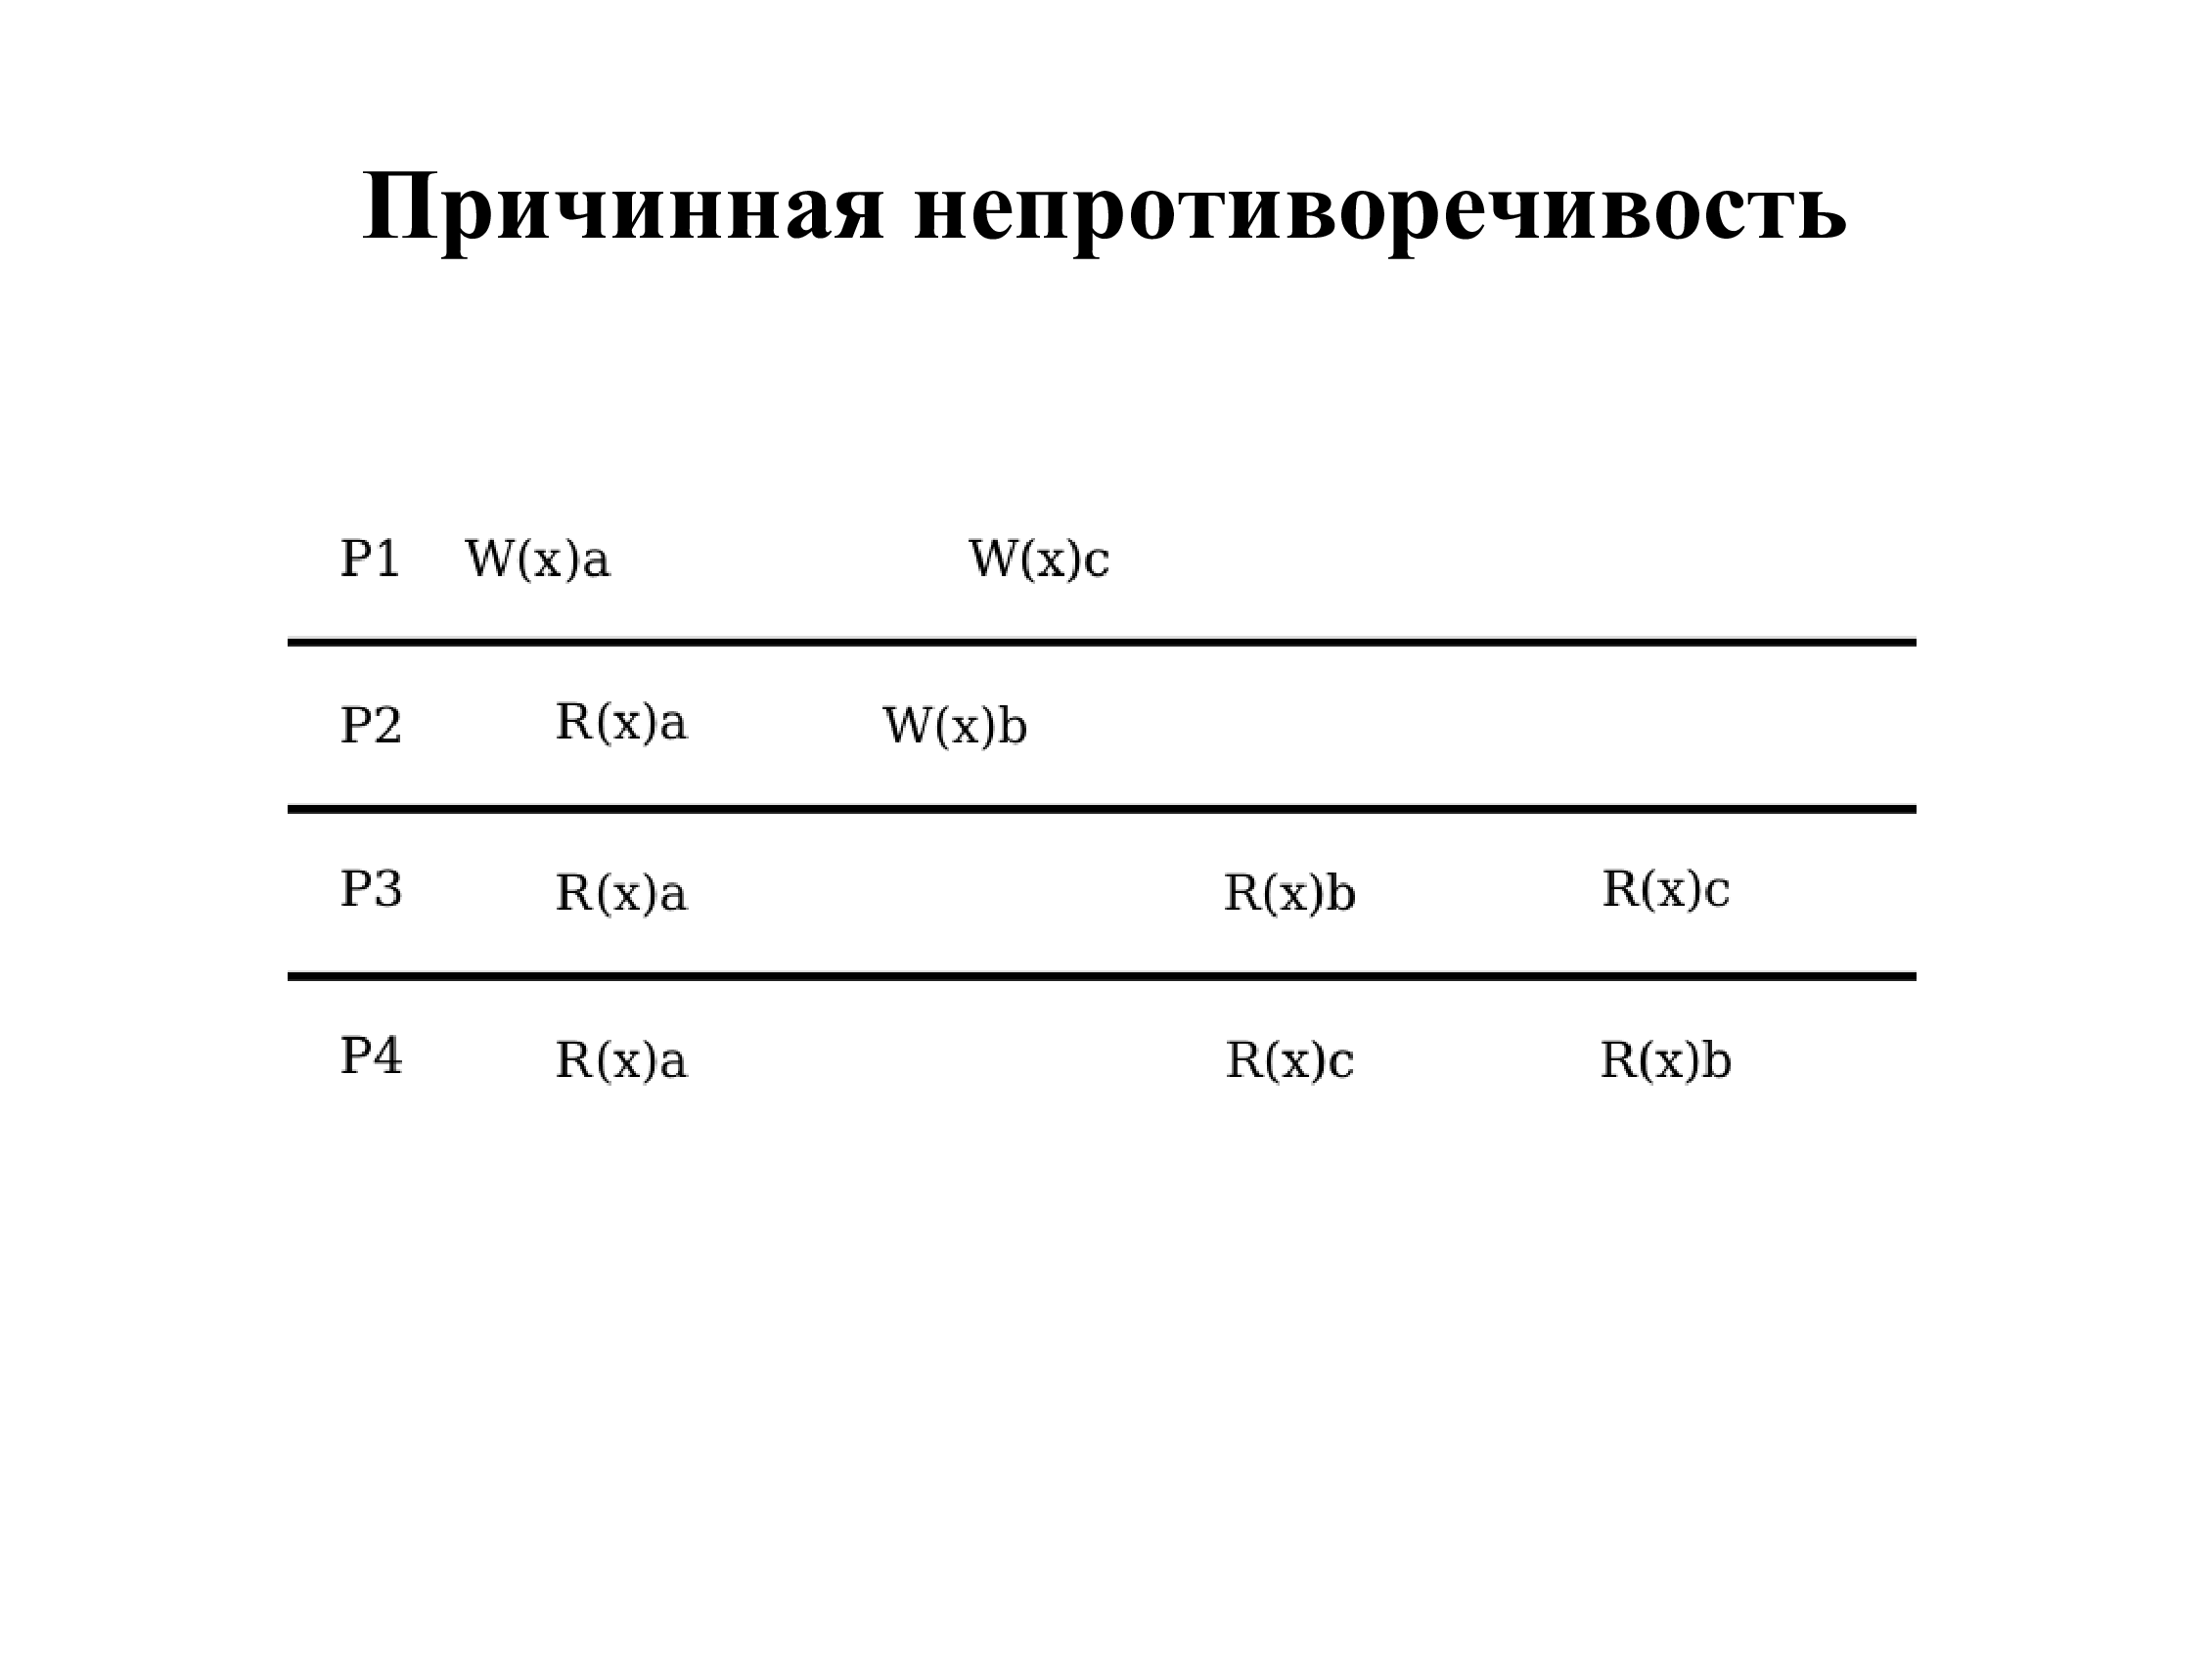 Причинная непротиворечивость
P1 W(x)a W(x)c
P2 R(x)a W(x)b
P3 R(x)a R(x)b R(x)c
P4 R(x)a R(x)c R(x)b